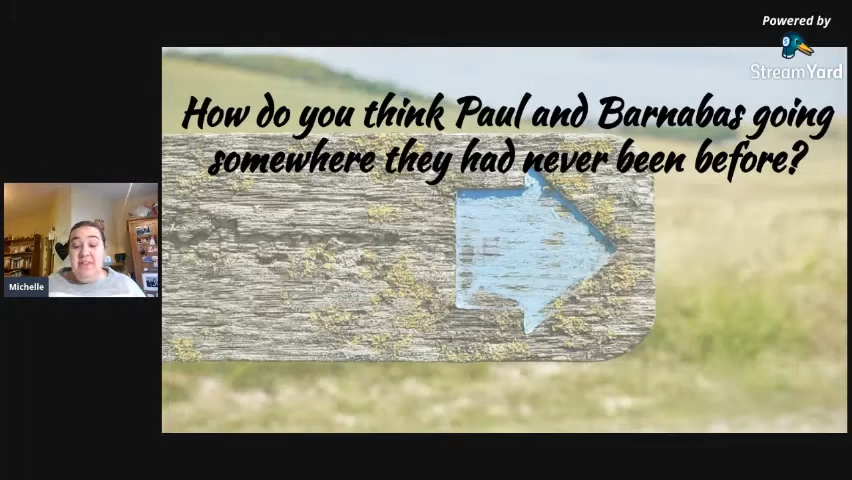 Powered by
StreamYard
How do you think Paul and Barnabas going
somewhere they had never been before?
Michelle